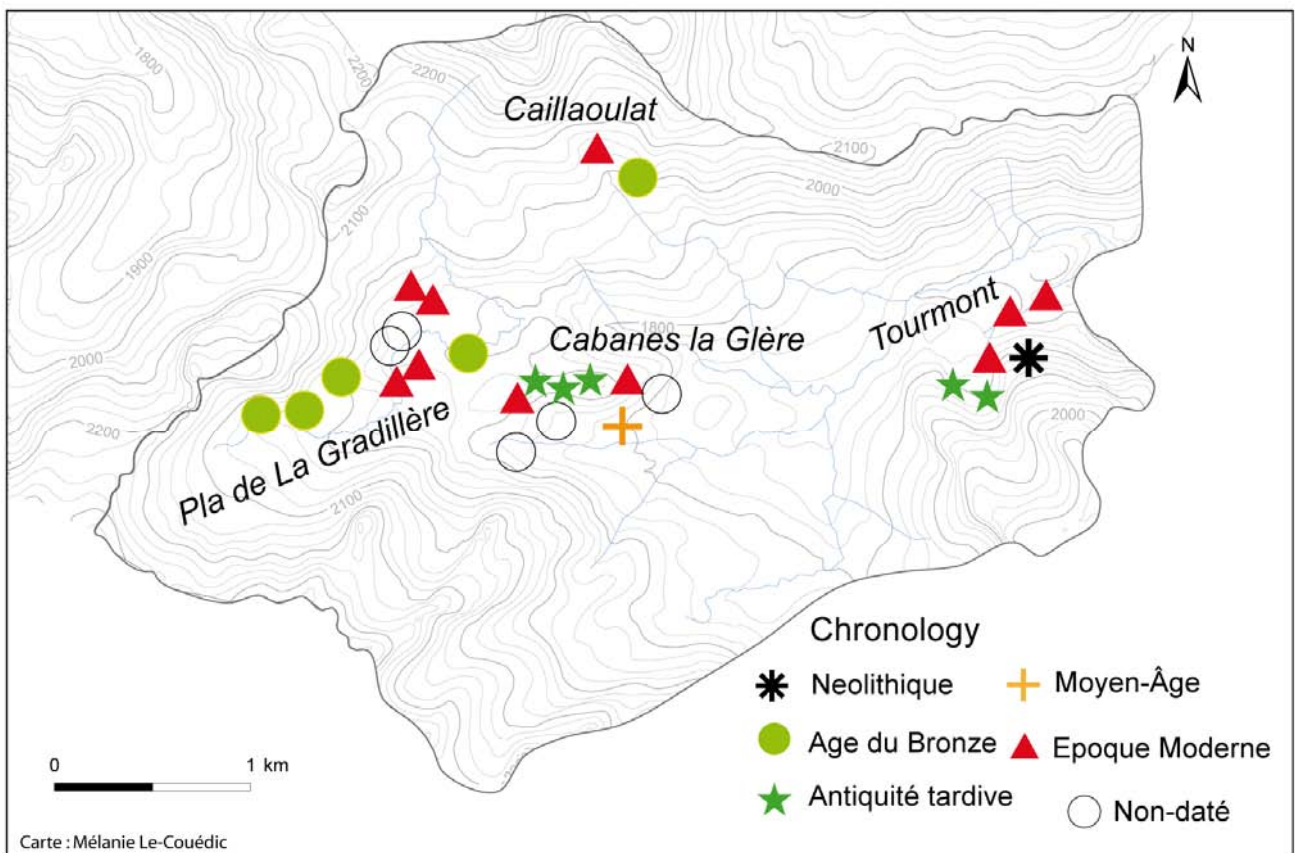 N
1800
2200
2200
Caillaoulat
2100
2000
2100
1900
Tourmont
Cabanes la Glère
1800
2000
2200
Pla de La Gradillère
2000
2100
Chronology
Neolithique
Moyen-Âge
Age du Bronze
Epoque Moderne
Antiquité tardive
Non-daté
0
1 km
Carte : Mélanie Le-Couédic